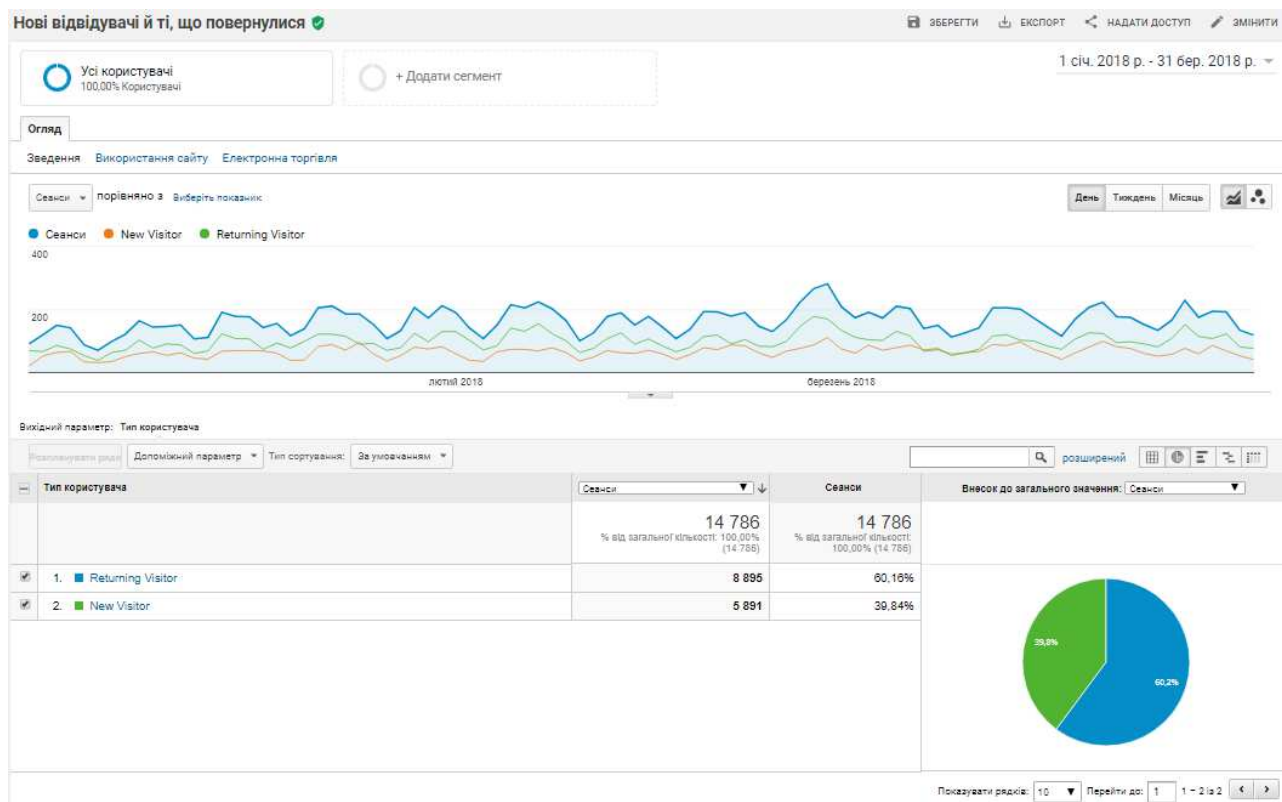 Нові відвідувачі й ті, що повернулися
ЗБЕРЕГТИ ЕКСПОРТ НАДАТИ ДОСТУП ЗМІНИТИ
1 січ. 2018 р. - 31 бер. 2018 р.
Усі користувачі
100,00% Користувачі
+ Додати сегмент
Огляд
Зведення Використання сайту Електронна торгівля
Сеанси порівняно з Виберіть показник
День Тиждень Місяць
Сеанси New Visitor Returning Visitor
400
200
лютий 2018 березень 2018
Вихідний параметр: Тип користувача
Допоміжний параметр Тип сортування: За умовчанням
розширений
Тип користувача Сеанси Сеанси Внесок до загального значення: Сеанси
14 786 14 786
% від загальної кількості: 100,00% % від загальної кількості:
(14 786) 100,00% (14 786)
1. Returning Visitor 8 895 60,16%
2. New Visitor 5 891 39,84%
39,8%
60,2%
Показувати рядків: 10 Перейти до: 1 1 – 2 із 2